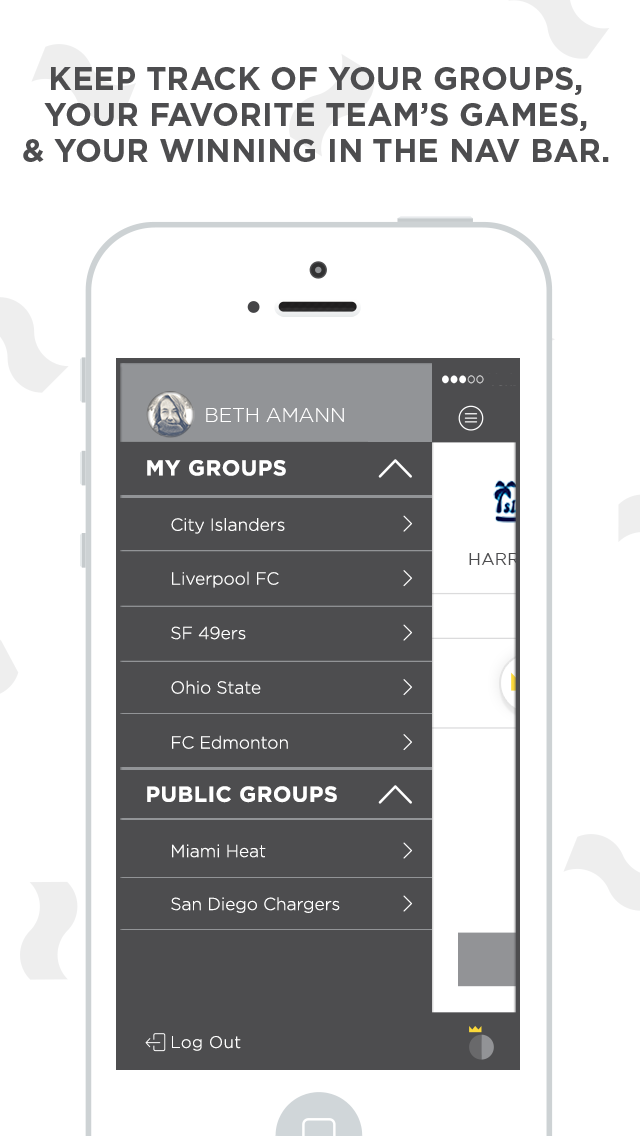 KEEP TRACK OF YOUR GROUPS,
YOUR FAVORITE TEAM’S GAMES,
& YOUR WINNING IN THE NAV BAR.
BETH AMANN
MY GROUPS
City Islanders
HARR
Liverpool FC
SF 49ers
Ohio State
FC Edmonton
PUBLIC GROUPS
Miami Heat
San Diego Chargers
Log Out